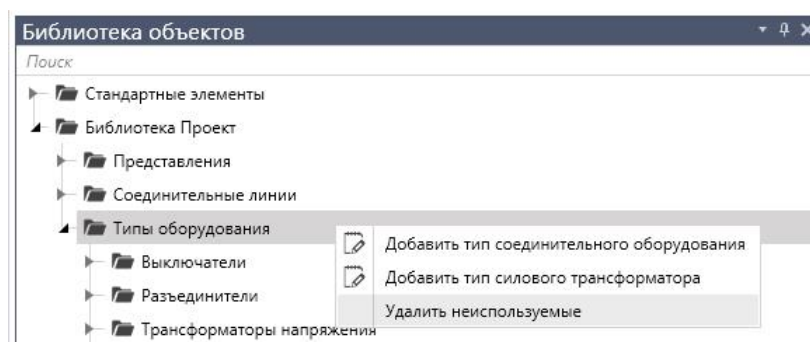 Библиотека объектов
Поиск
Стандартные элементы
Библиотека Проект
Представления
Соединительные линии
Типы оборудования
Добавить тип соединительного оборудования
Выключатели
Добавить тип силового трансформатора
Разъединители
Удалить неиспользуемые
Трансформаторы напряжения